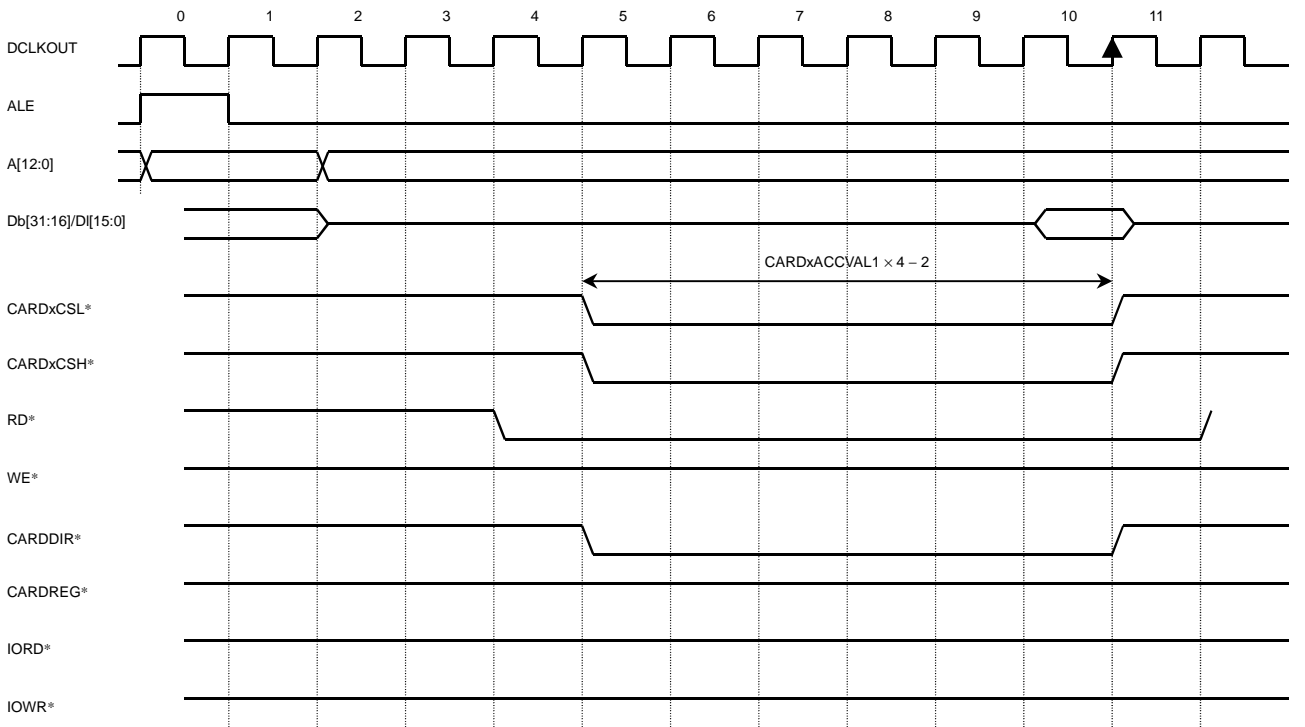 0 1 2 3 4 5 6 7 8 9 10 11
DCLKOUT
ALE
A[12:0]
Db[31:16]/Dl[15:0]
CARDxACCVAL1 × 4 – 2
CARDxCSL*
CARDxCSH*
RD*
WE*
CARDDIR*
CARDREG*
IORD*
IOWR*